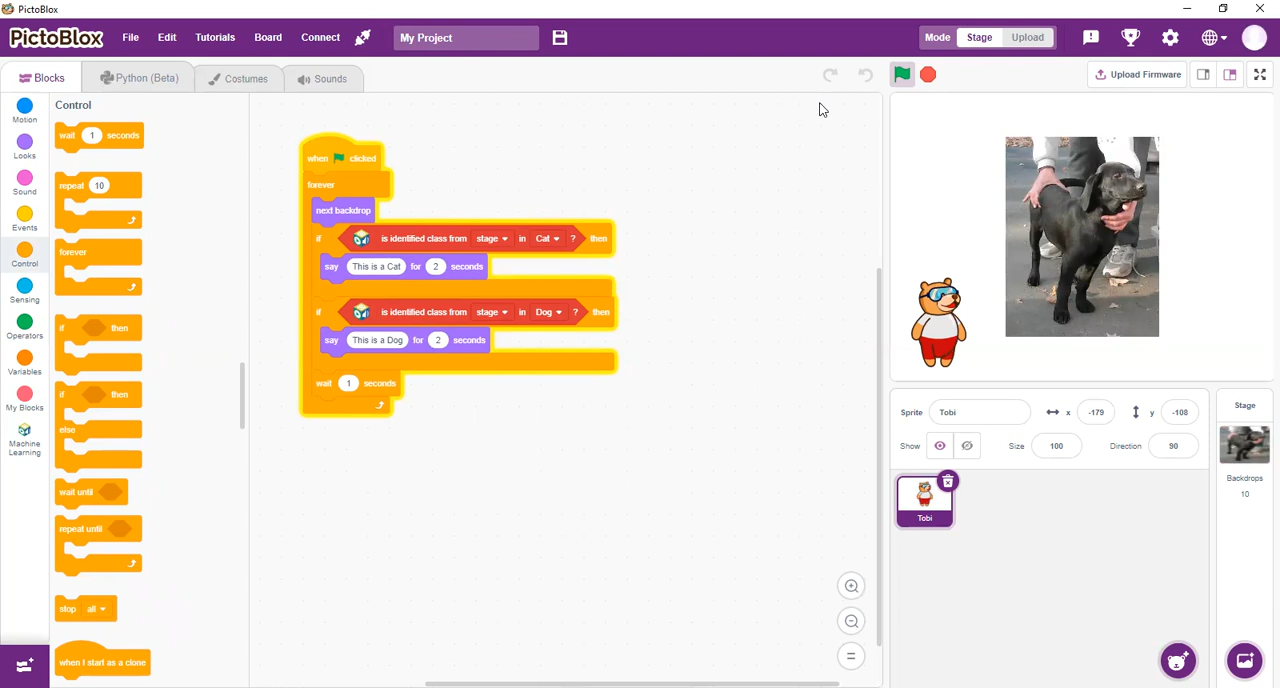 PictoBlox
PictoBlox File Edit Tutorials Board Connect My Project Mode Stage Upload
Blocks Python (Beta) Costumes Sounds Upload Firmware
Motion
Looks
Sound
Events
Control
Sensing
Operators
Variables
My Blocks
Machine
Learning
Control
wait 1 seconds
repeat 10
forever
if then
if then
else
wait until
repeat until
stop all
when I start as a clone
when clicked
forever
next backdrop
if is identified class from stage in Cat ? then
say This is a Cat for 2 seconds
if is identified class from stage in Dog ? then
say This is a Dog for 2 seconds
wait 1 seconds
Sprite Tobi x -179 y -108
Show Size 100 Direction 90
Tobi
Stage
Backdrops
10